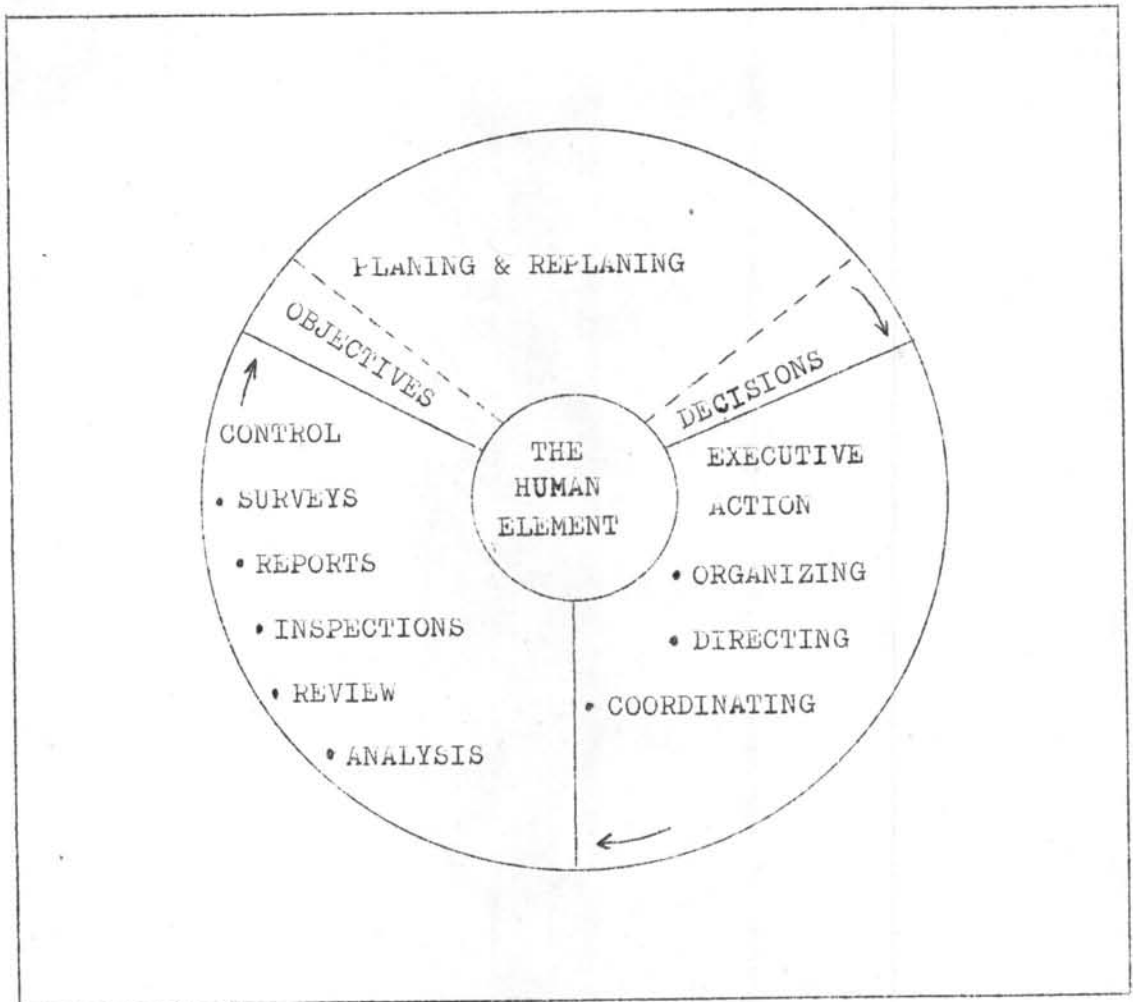 PLANING & REPLANING
OBJECTIVES
DECISIONS
THE
HUMAN
ELEMENT
CONTROL
• SURVEYS
• REPORTS
• INSPECTIONS
• REVIEW
• ANALYSIS
EXECUTIVE
ACTION
• ORGANIZING
• DIRECTING
• COORDINATING